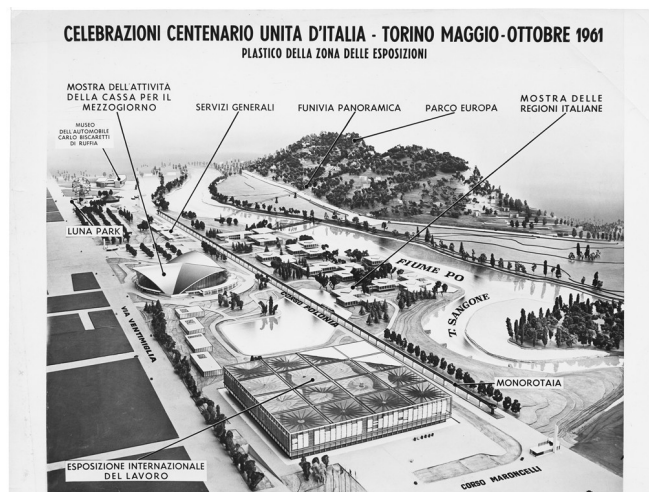 CELEBRAZIONI CENTENARIO UNITA D'ITALIA - TORINO MAGGIO-OTTOBRE 1961
PLASTICO DELLA ZONA DELLE ESPOSIZIONI
MOSTRA DELL'ATTIVITA
DELLA CASSA PER IL
MEZZOGIORNO
SERVIZI GENERALI
FUNIVIA PANORAMICA
PARCO EUROPA
MOSTRA DELLE
REGIONI ITALIANE
MUSEO
DELL'AUTOMOBILE
CARLO BISCARETTI
DI RUFFIA
LUNA PARK
FIUME PO
T. SANGONE
CORSO POLONIA
VIA VENTIMIGLIA
MONOROTAIA
ESPOSIZIONE INTERNAZIONALE
DEL LAVORO
CORSO MARONCELLI